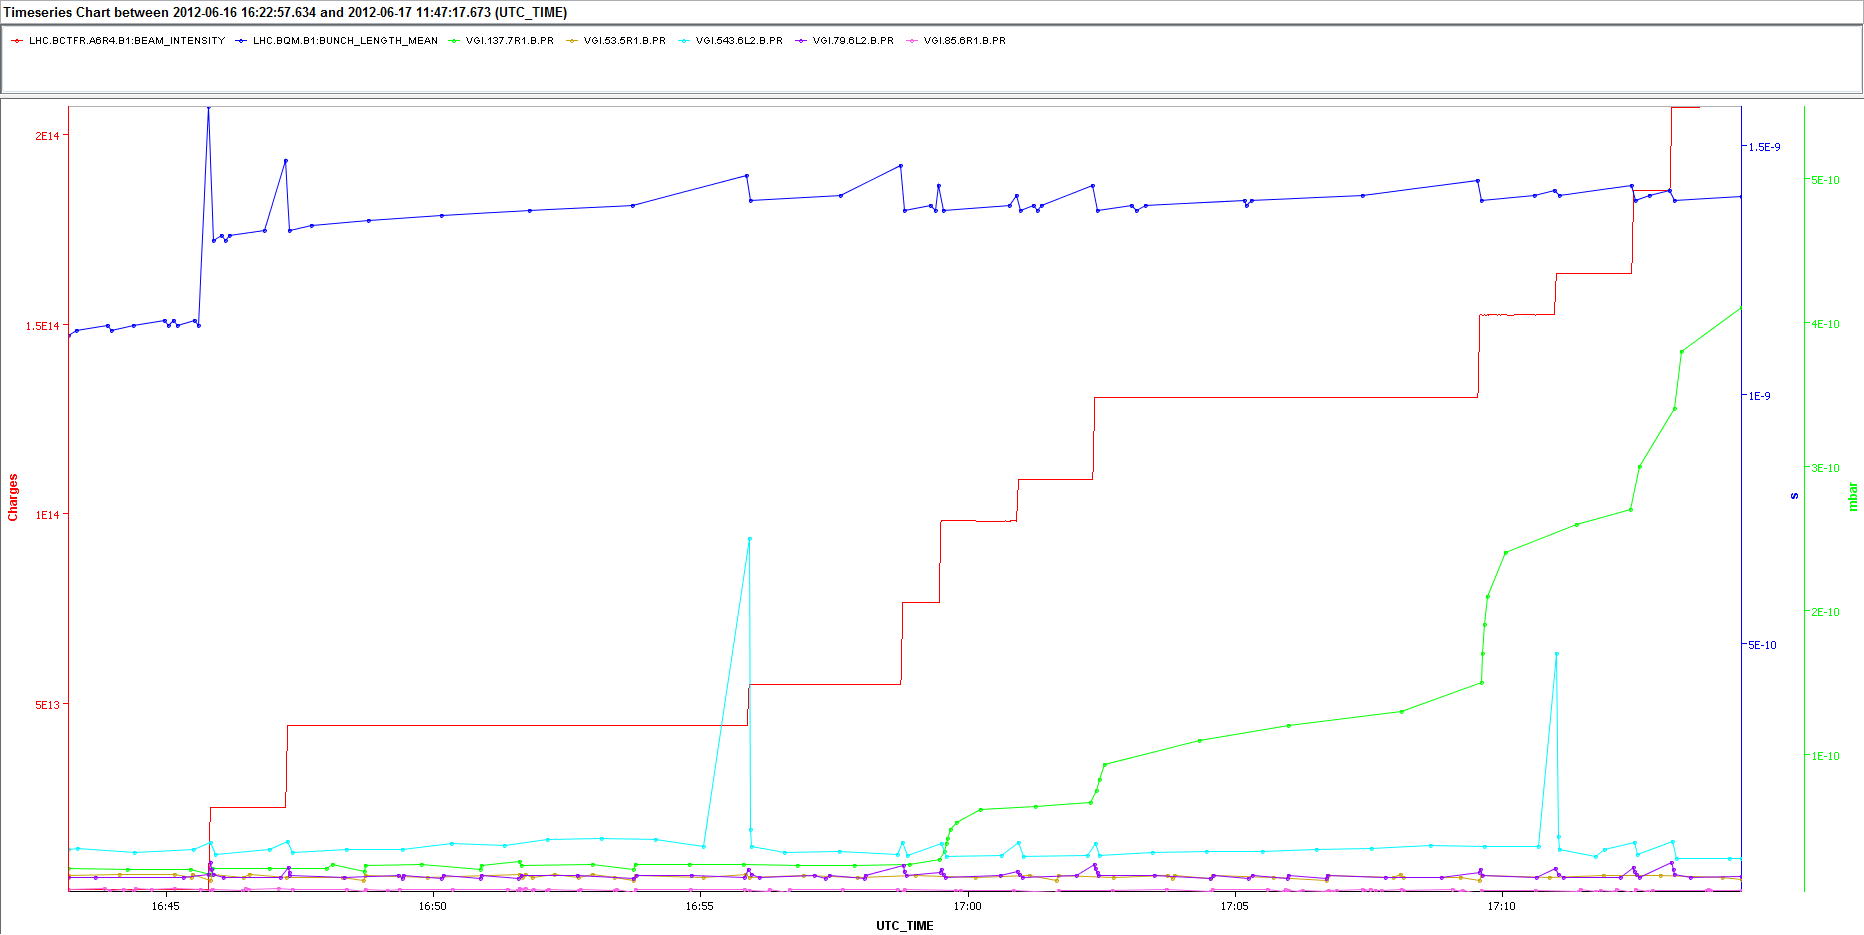 Timeseries Chart between 2012-06-16 16:22:57.634 and 2012-06-17 11:47:17.673 (UTC_TIME)
LHC.BCTFR.A6R4.B1:BEAM_INTENSITY LHC.BQM.B1:BUNCH_LENGTH_MEAN VGI.137.7R1.B.PR VGI.53.5R1.B.PR VGI.543.6L2.B.PR VGI.79.6L2.B.PR VGI.85.6R1.B.PR
2E14
1.5E14
1E14
5E13
Charges
1.5E-9
1E-9
5E-10
s
5E-10
4E-10
3E-10
2E-10
1E-10
mbar
16:45 16:50 16:55 17:00 17:05 17:10
UTC_TIME